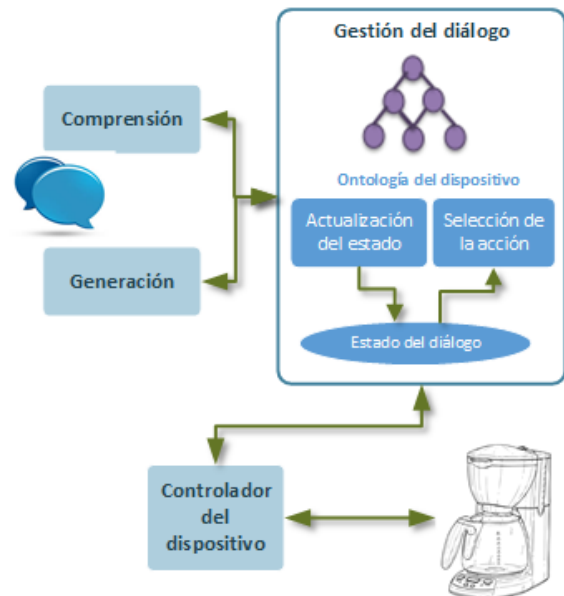 Gestión del diálogo
Comprensión
Ontología del dispositivo
Actualización
del estado
Selección de
la acción
Generación
Estado del diálogo
Controlador
del
dispositivo